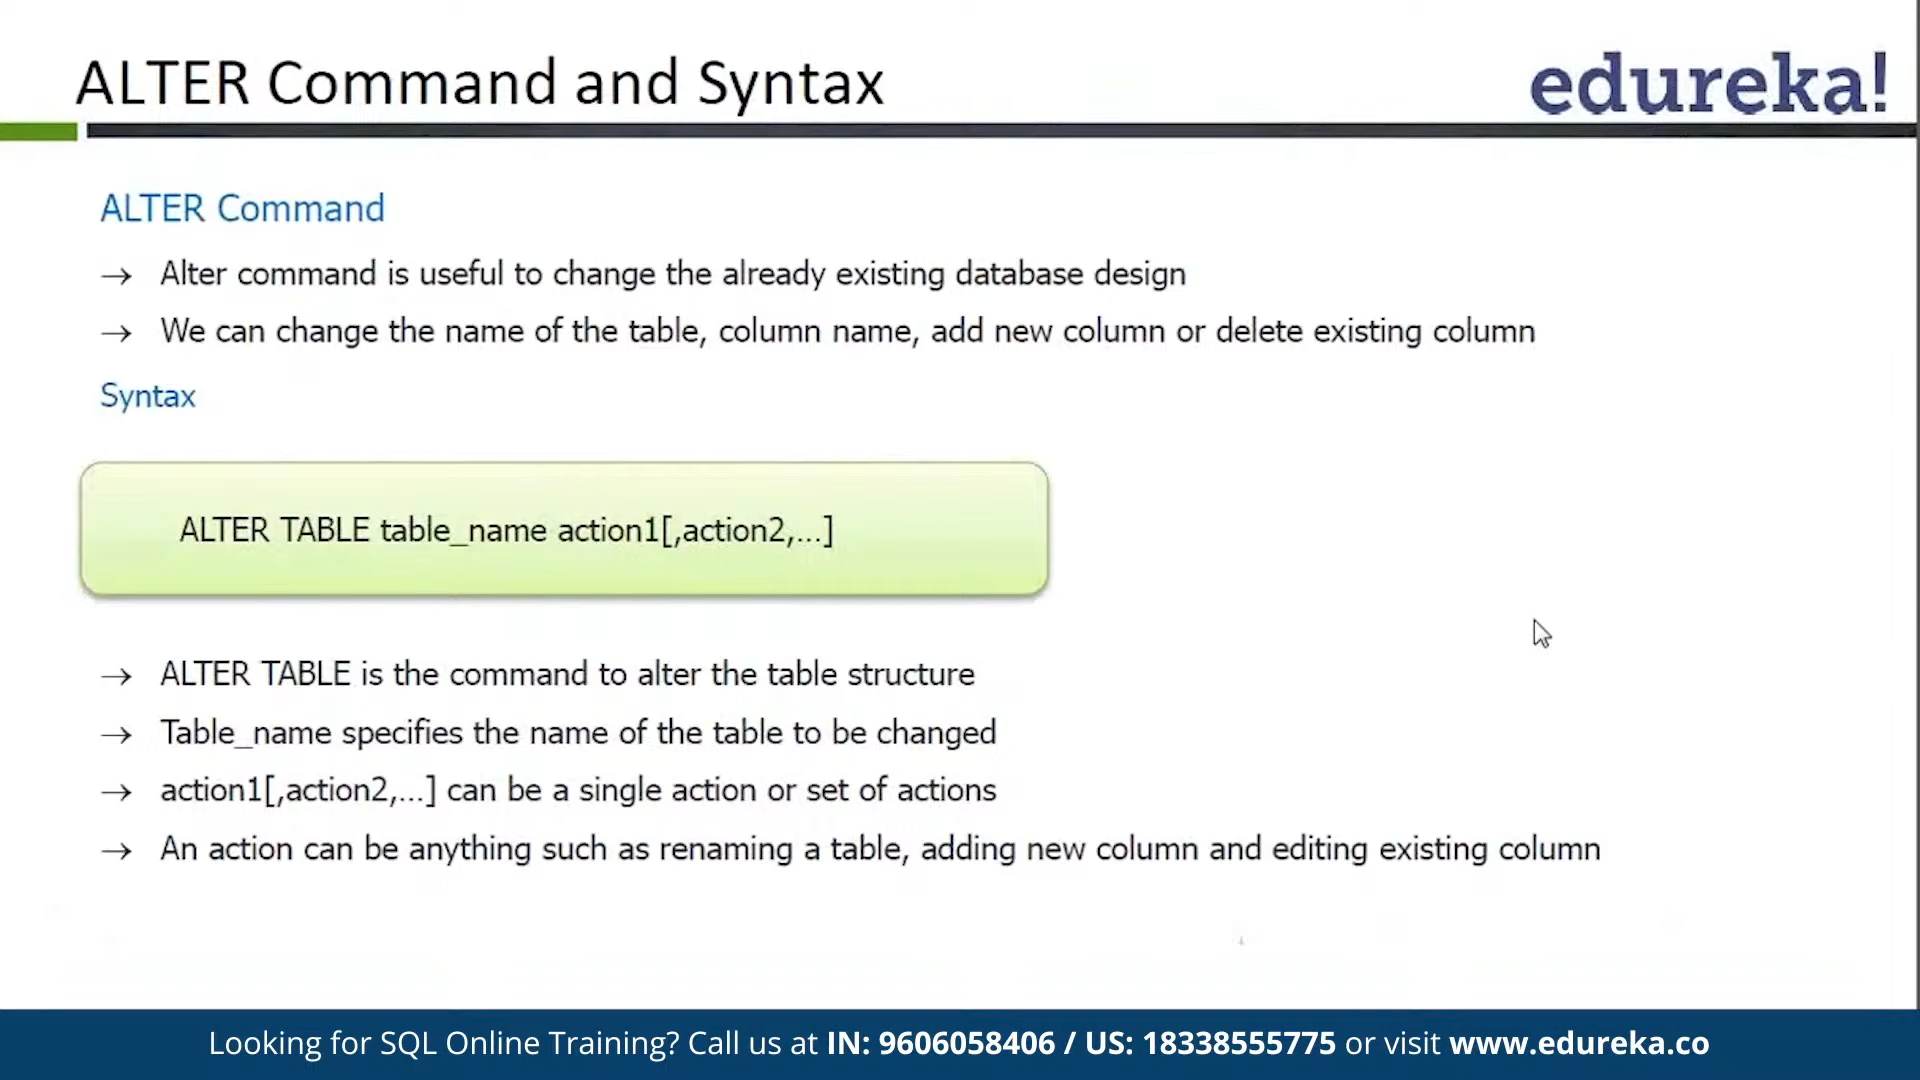 ALTER Command and Syntax
edureka!
ALTER Command
→ Alter command is useful to change the already existing database design
→ We can change the name of the table, column name, add new column or delete existing column
Syntax
ALTER TABLE table_name action1[,action2,...]
→ ALTER TABLE is the command to alter the table structure
→ Table_name specifies the name of the table to be changed
→ action1[,action2,...] can be a single action or set of actions
→ An action can be anything such as renaming a table, adding new column and editing existing column
Looking for SQL Online Training? Call us at IN: 9606058406 / US: 18338555775 or visit www.edureka.co